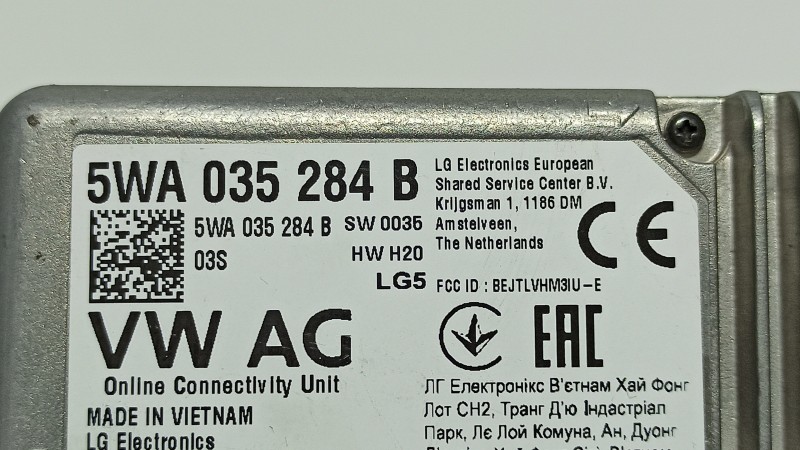 5WA 035 284 B
5WA 035 284 B SW 0035
03S HW H20
LG5
VW AG
Online Connectivity Unit
MADE IN VIETNAM
LG Electronics
LG Electronics European
Shared Service Center B.V.
Krijgsman 1, 1186 DM
Amstelveen,
The Netherlands
CE
FCC ID : BEJTLVHM3IU-E
EAC
ЛГ Електронікс В'єтнам Хай Фонг
Лот CH2, Транг Д'ю Індастріал
Парк, Лє Лой Комуна, Ан, Дуонг